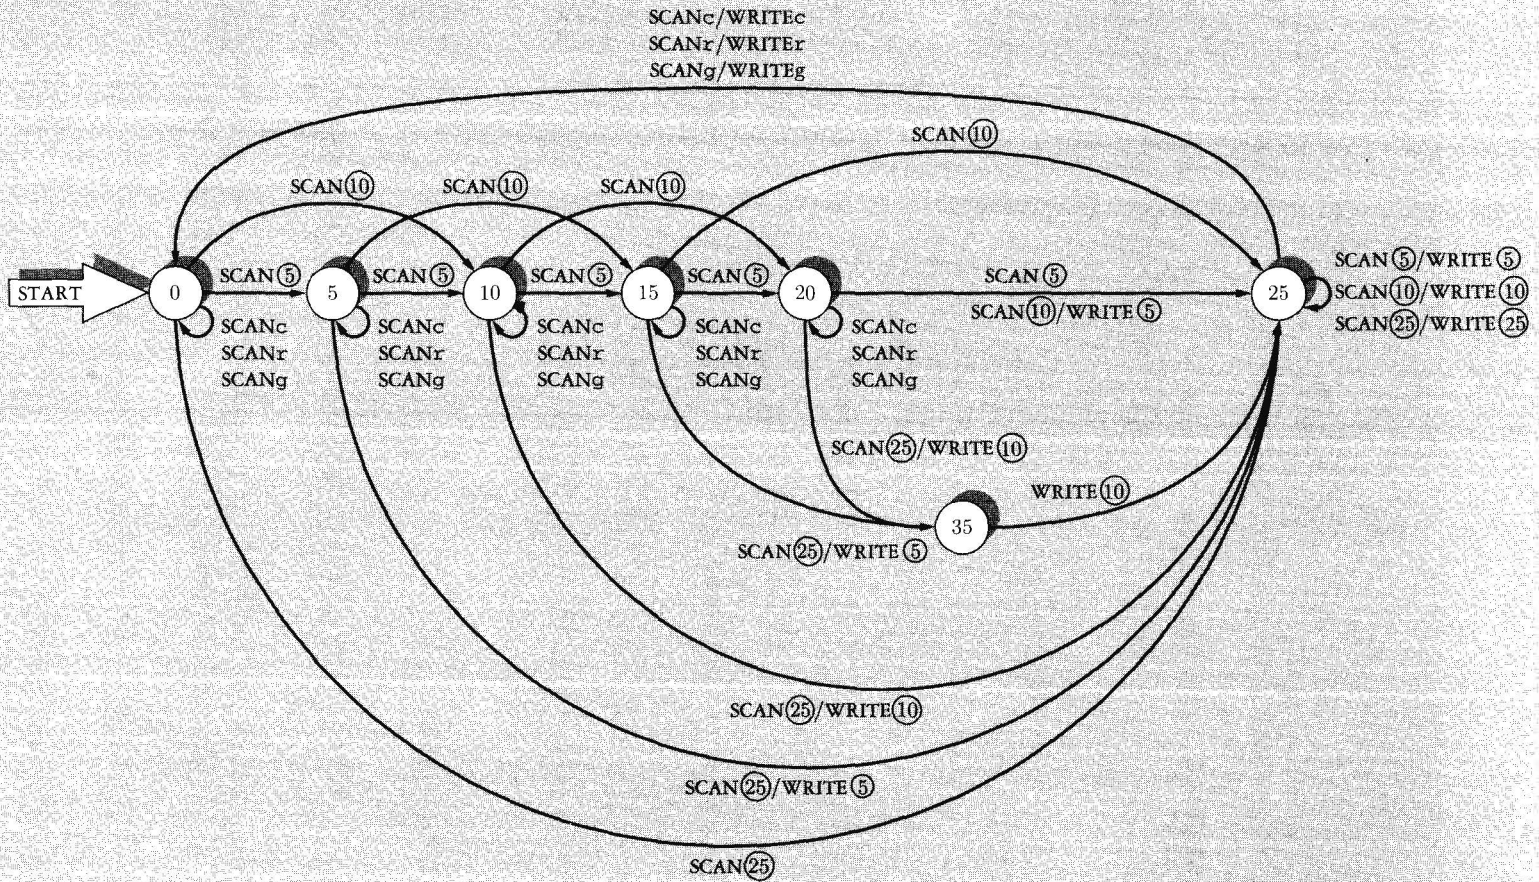 SCANc/WRITEc
SCANr/WRITEr
SCANg/WRITEg
SCAN⑩
SCAN⑩
SCAN⑩
SCAN⑩
START
0
SCAN⑤
5
SCAN⑤
10
SCAN⑤
15
SCAN⑤
20
SCAN⑤
SCAN⑩/WRITE⑤
25
SCAN⑤/WRITE⑤
SCAN⑩/WRITE⑩
SCAN㉕/WRITE㉕
SCANc
SCANr
SCANg
SCANc
SCANr
SCANg
SCANc
SCANr
SCANg
SCANc
SCANr
SCANg
SCANc
SCANr
SCANg
SCAN㉕/WRITE⑩
WRITE⑩
35
SCAN㉕/WRITE⑤
SCAN㉕/WRITE⑩
SCAN㉕/WRITE⑤
SCAN㉕